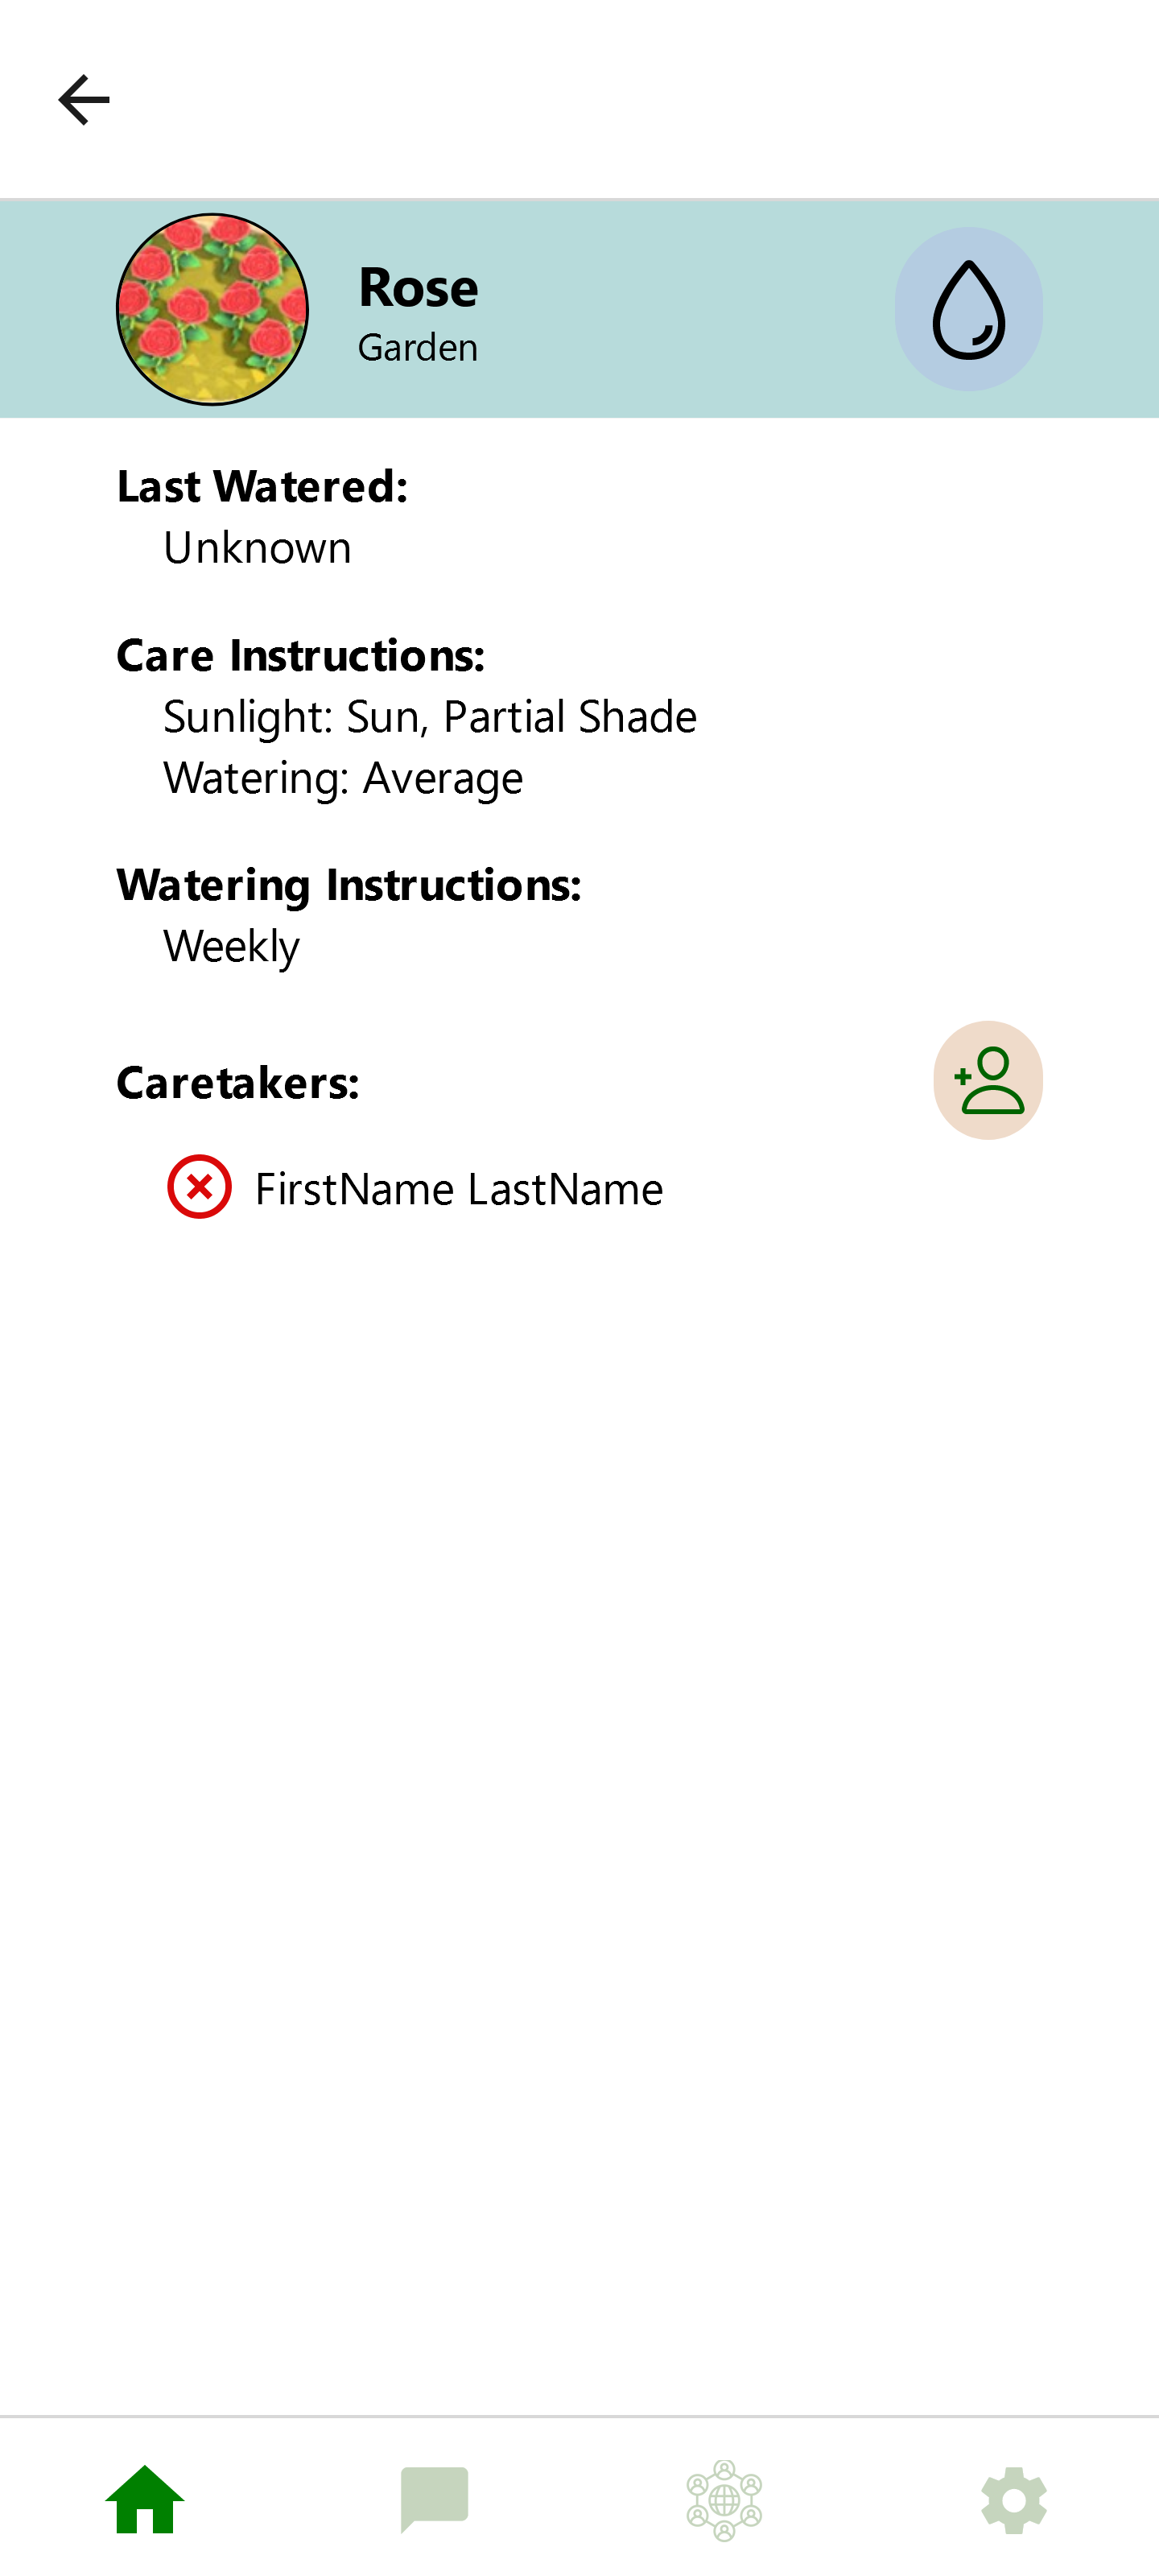 Rose
Garden
Last Watered:
Unknown
Care Instructions:
Sunlight: Sun, Partial Shade
Watering: Average
Watering Instructions:
Weekly
Caretakers:
FirstName LastName